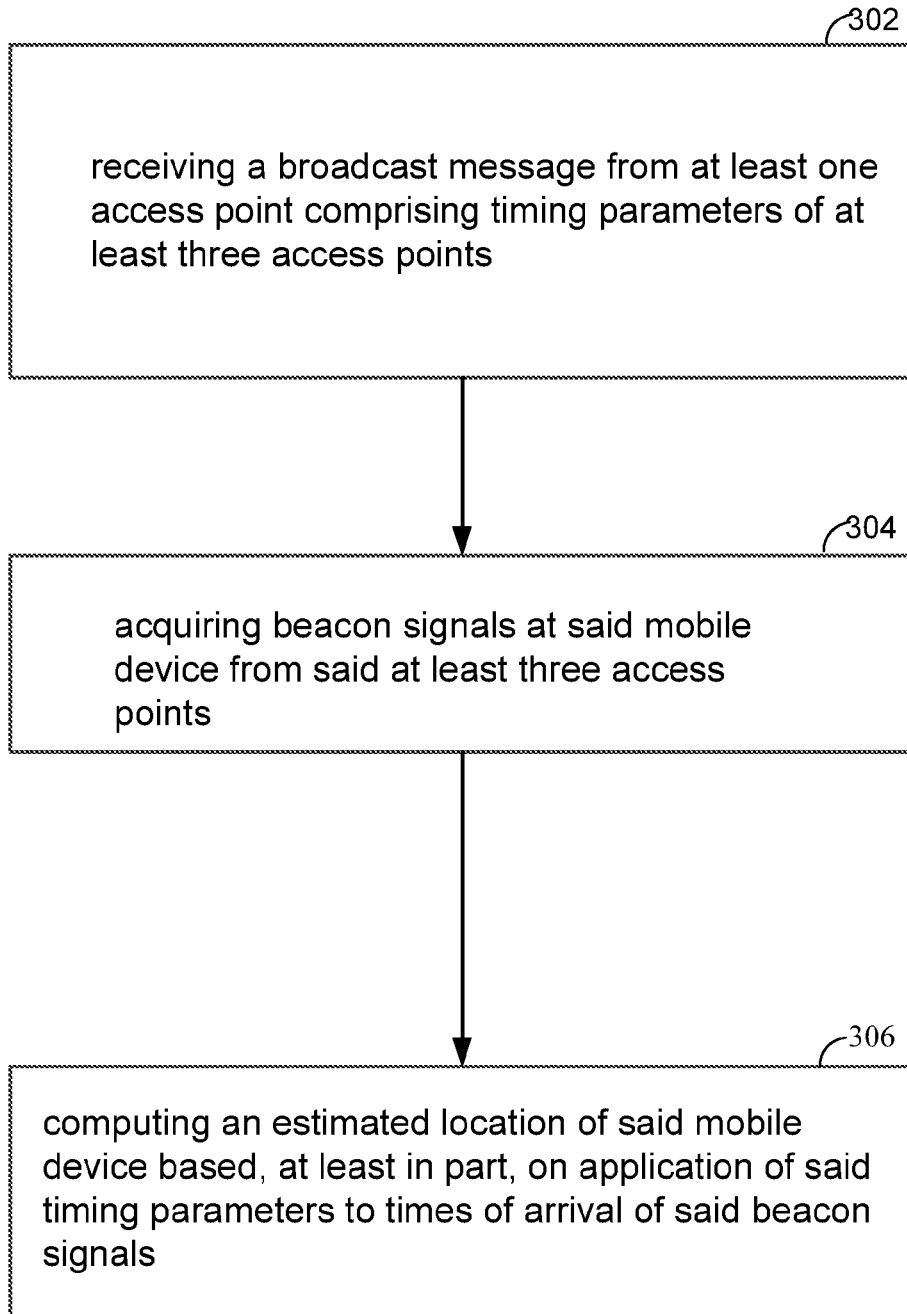 302
receiving a broadcast message from at least one
access point comprising timing parameters of at
least three access points
304
acquiring beacon signals at said mobile
device from said at least three access
points
306
computing an estimated location of said mobile
device based, at least in part, on application of said
timing parameters to times of arrival of said beacon
signals